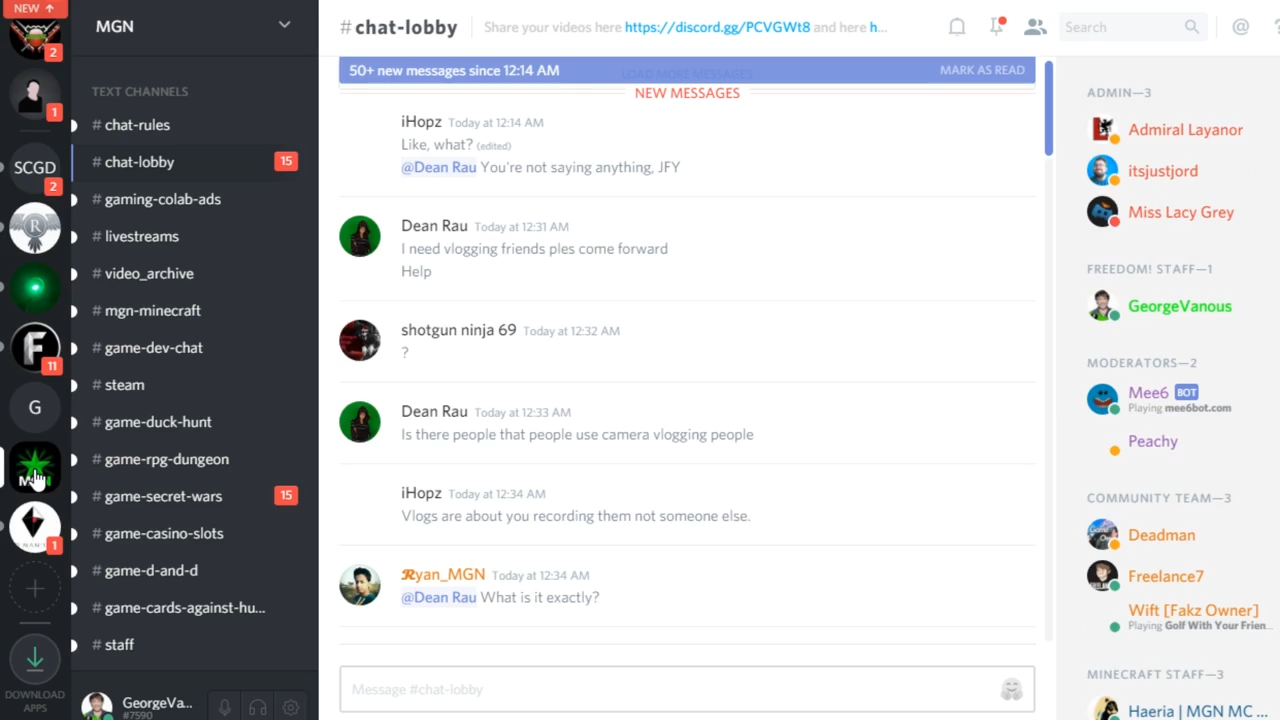 NEW ↑
2
1
SCGD
2
R
F
11
G
1
DOWNLOAD
APPS
MGN
TEXT CHANNELS
# chat-rules
# chat-lobby 15
# gaming-colab-ads
# livestreams
# video_archive
# mgn-minecraft
# game-dev-chat
# steam
# game-duck-hunt
# game-rpg-dungeon
# game-secret-wars 15
# game-casino-slots
# game-d-and-d
# game-cards-against-hu...
# staff
GeorgeVa...
#7590
#chat-lobby
Share your videos here https://discord.gg/PCVGWt8 and here h...
Search
@
?
50+ new messages since 12:14 AM
LOAD MORE MESSAGES
MARK AS READ
NEW MESSAGES
iHopz Today at 12:14 AM
Like, what? (edited)
@Dean Rau You're not saying anything, JFY
Dean Rau Today at 12:31 AM
I need vlogging friends ples come forward
Help
shotgun ninja 69 Today at 12:32 AM
?
Dean Rau Today at 12:33 AM
Is there people that people use camera vlogging people
iHopz Today at 12:34 AM
Vlogs are about you recording them not someone else.
𝓡yan_MGN Today at 12:34 AM
@Dean Rau What is it exactly?
Message #chat-lobby
ADMIN—3
Admiral Layanor
itsjustjord
Miss Lacy Grey
FREEDOM! STAFF—1
GeorgeVanous
MODERATORS—2
Mee6 BOT
Playing mee6bot.com
Peachy
COMMUNITY TEAM—3
Deadman
Freelance7
Wift [Fakz Owner]
Playing Golf With Your Frien...
MINECRAFT STAFF—3
Haeria | MGN MC ...